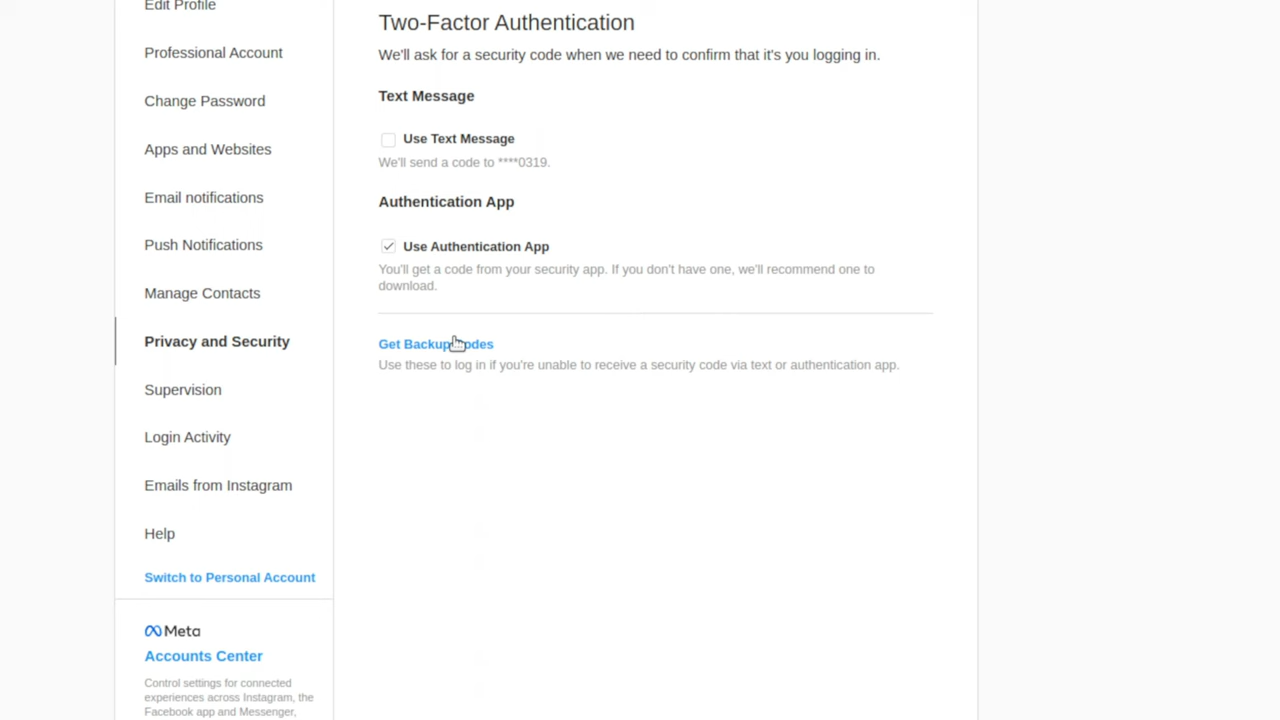 Edit Profile
Professional Account
Change Password
Apps and Websites
Email notifications
Push Notifications
Manage Contacts
Privacy and Security
Supervision
Login Activity
Emails from Instagram
Help
Switch to Personal Account
Meta
Accounts Center
Control settings for connected
experiences across Instagram, the
Facebook app and Messenger,
Two-Factor Authentication
We'll ask for a security code when we need to confirm that it's you logging in.
Text Message
Use Text Message
We'll send a code to ****0319.
Authentication App
Use Authentication App
You'll get a code from your security app. If you don't have one, we'll recommend one to
download.
Get Backup Codes
Use these to log in if you're unable to receive a security code via text or authentication app.